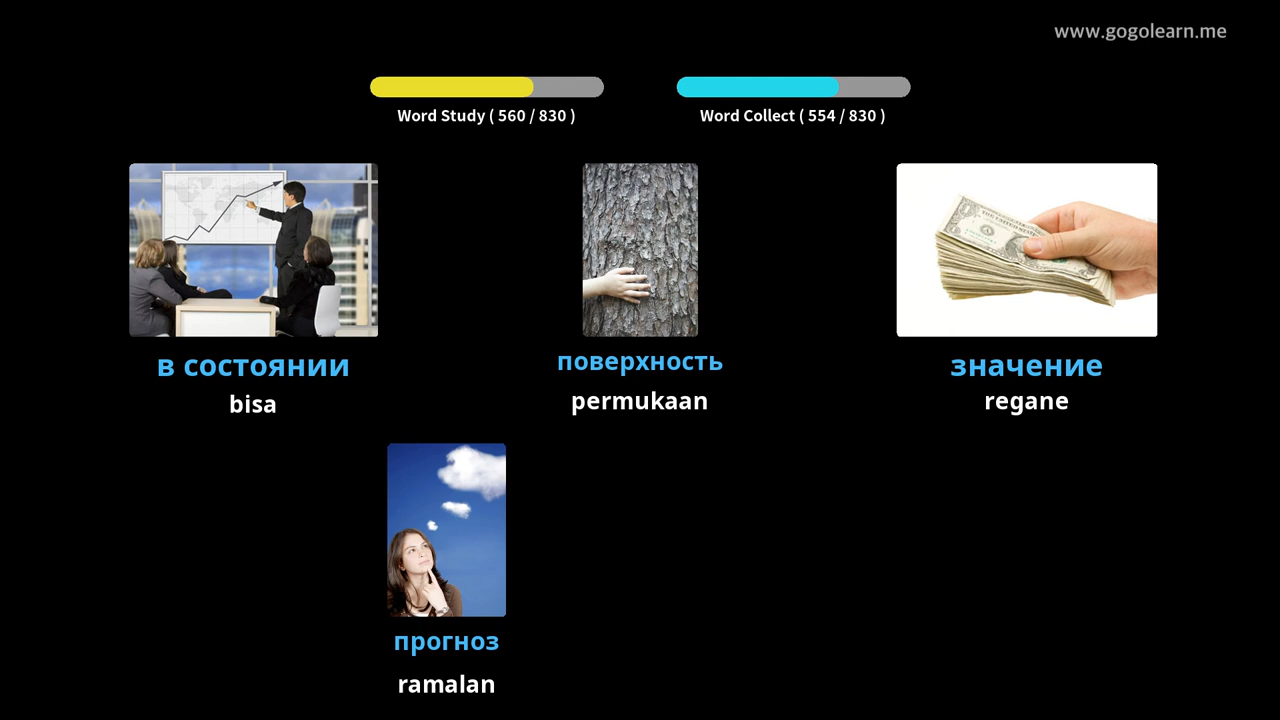 www.gogolearn.me
Word Study ( 560 / 830 )
Word Collect ( 554 / 830 )
в состоянии
bisa
поверхность
permukaan
значение
regane
прогноз
ramalan